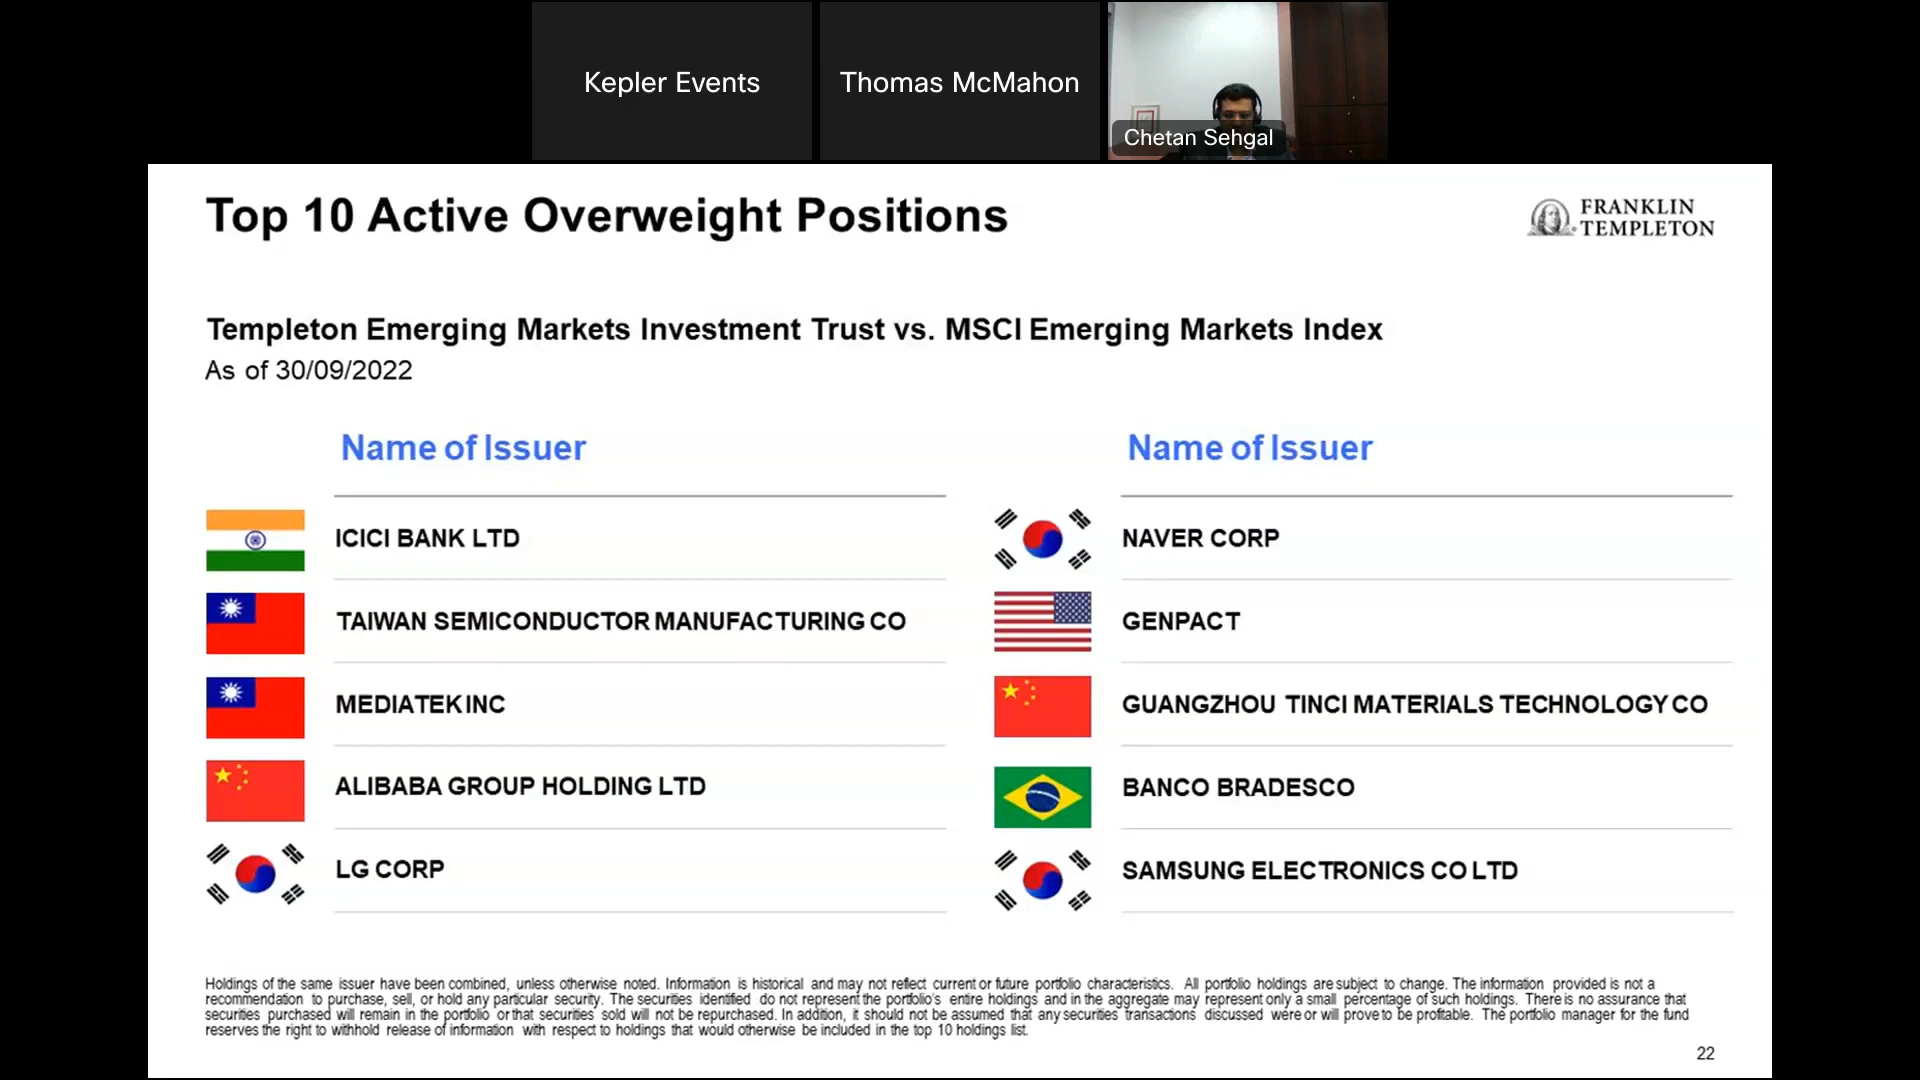 Kepler Events
Thomas McMahon
Chetan Sehgal
Top 10 Active Overweight Positions
FRANKLIN
TEMPLETON
Templeton Emerging Markets Investment Trust vs. MSCI Emerging Markets Index
As of 30/09/2022
Name of Issuer
ICICI BANK LTD
TAIWAN SEMICONDUCTOR MANUFACTURING CO
MEDIATEK INC
ALIBABA GROUP HOLDING LTD
LG CORP
Name of Issuer
NAVER CORP
GENPACT
GUANGZHOU TINCI MATERIALS TECHNOLOGY CO
BANCO BRADESCO
SAMSUNG ELECTRONICS CO LTD
Holdings of the same issuer have been combined, unless otherwise noted. Information is historical and may not reflect current or future portfolio characteristics. All portfolio holdings are subject to change. The information provided is not a
recommendation to purchase, sell, or hold any particular security. The securities identified do not represent the portfolio's entire holdings and in the aggregate may represent only a small percentage of such holdings. There is no assurance that
securities purchased will remain in the portfolio or that securities sold will not be repurchased. In addition, it should not be assumed that any securities transactions discussed were or will prove to be profitable. The portfolio manager for the fund
reserves the right to withhold release of information with respect to holdings that would otherwise be included in the top 10 holdings list.
22